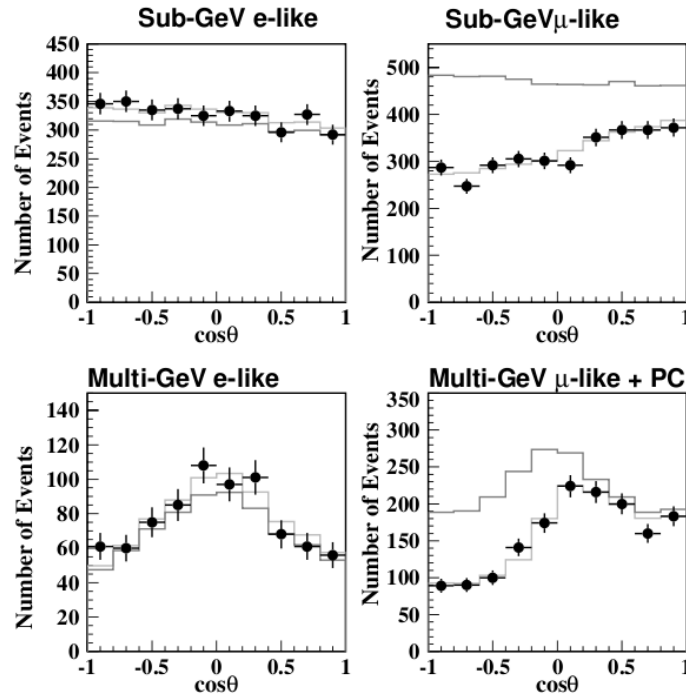 Sub-GeV e-like
Number of Events
450
400
350
300
250
200
150
100
50
0
-1 -0.5 0 0.5 1
cosθ
Sub-GeVμ-like
Number of Events
500
400
300
200
100
0
-1 -0.5 0 0.5 1
cosθ
Multi-GeV e-like
Number of Events
140
120
100
80
60
40
20
0
-1 -0.5 0 0.5 1
cosθ
Multi-GeV μ-like + PC
Number of Events
350
300
250
200
150
100
50
0
-1 -0.5 0 0.5 1
cosθ